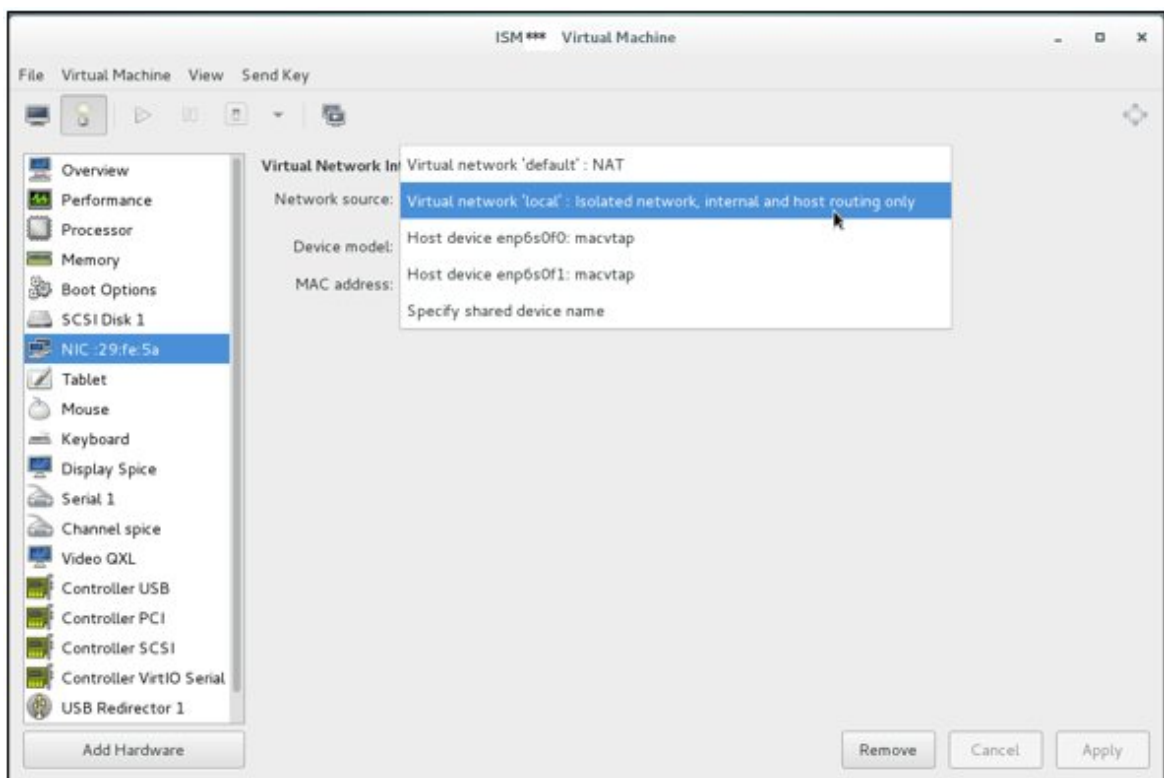 ISM*** Virtual Machine
File Virtual Machine View Send Key
Overview
Performance
Processor
Memory
Boot Options
SCSI Disk 1
NIC :29:fe:5a
Tablet
Mouse
Keyboard
Display Spice
Serial 1
Channel spice
Video QXL
Controller USB
Controller PCI
Controller SCSI
Controller VirtIO Serial
USB Redirector 1
Add Hardware
Virtual Network In
Network source:
Device model:
MAC address:
Virtual network 'default' : NAT
Virtual network 'local' : Isolated network, internal and host routing only
Host device enp6s0f0: macvtap
Host device enp6s0f1: macvtap
Specify shared device name
Remove Cancel Apply